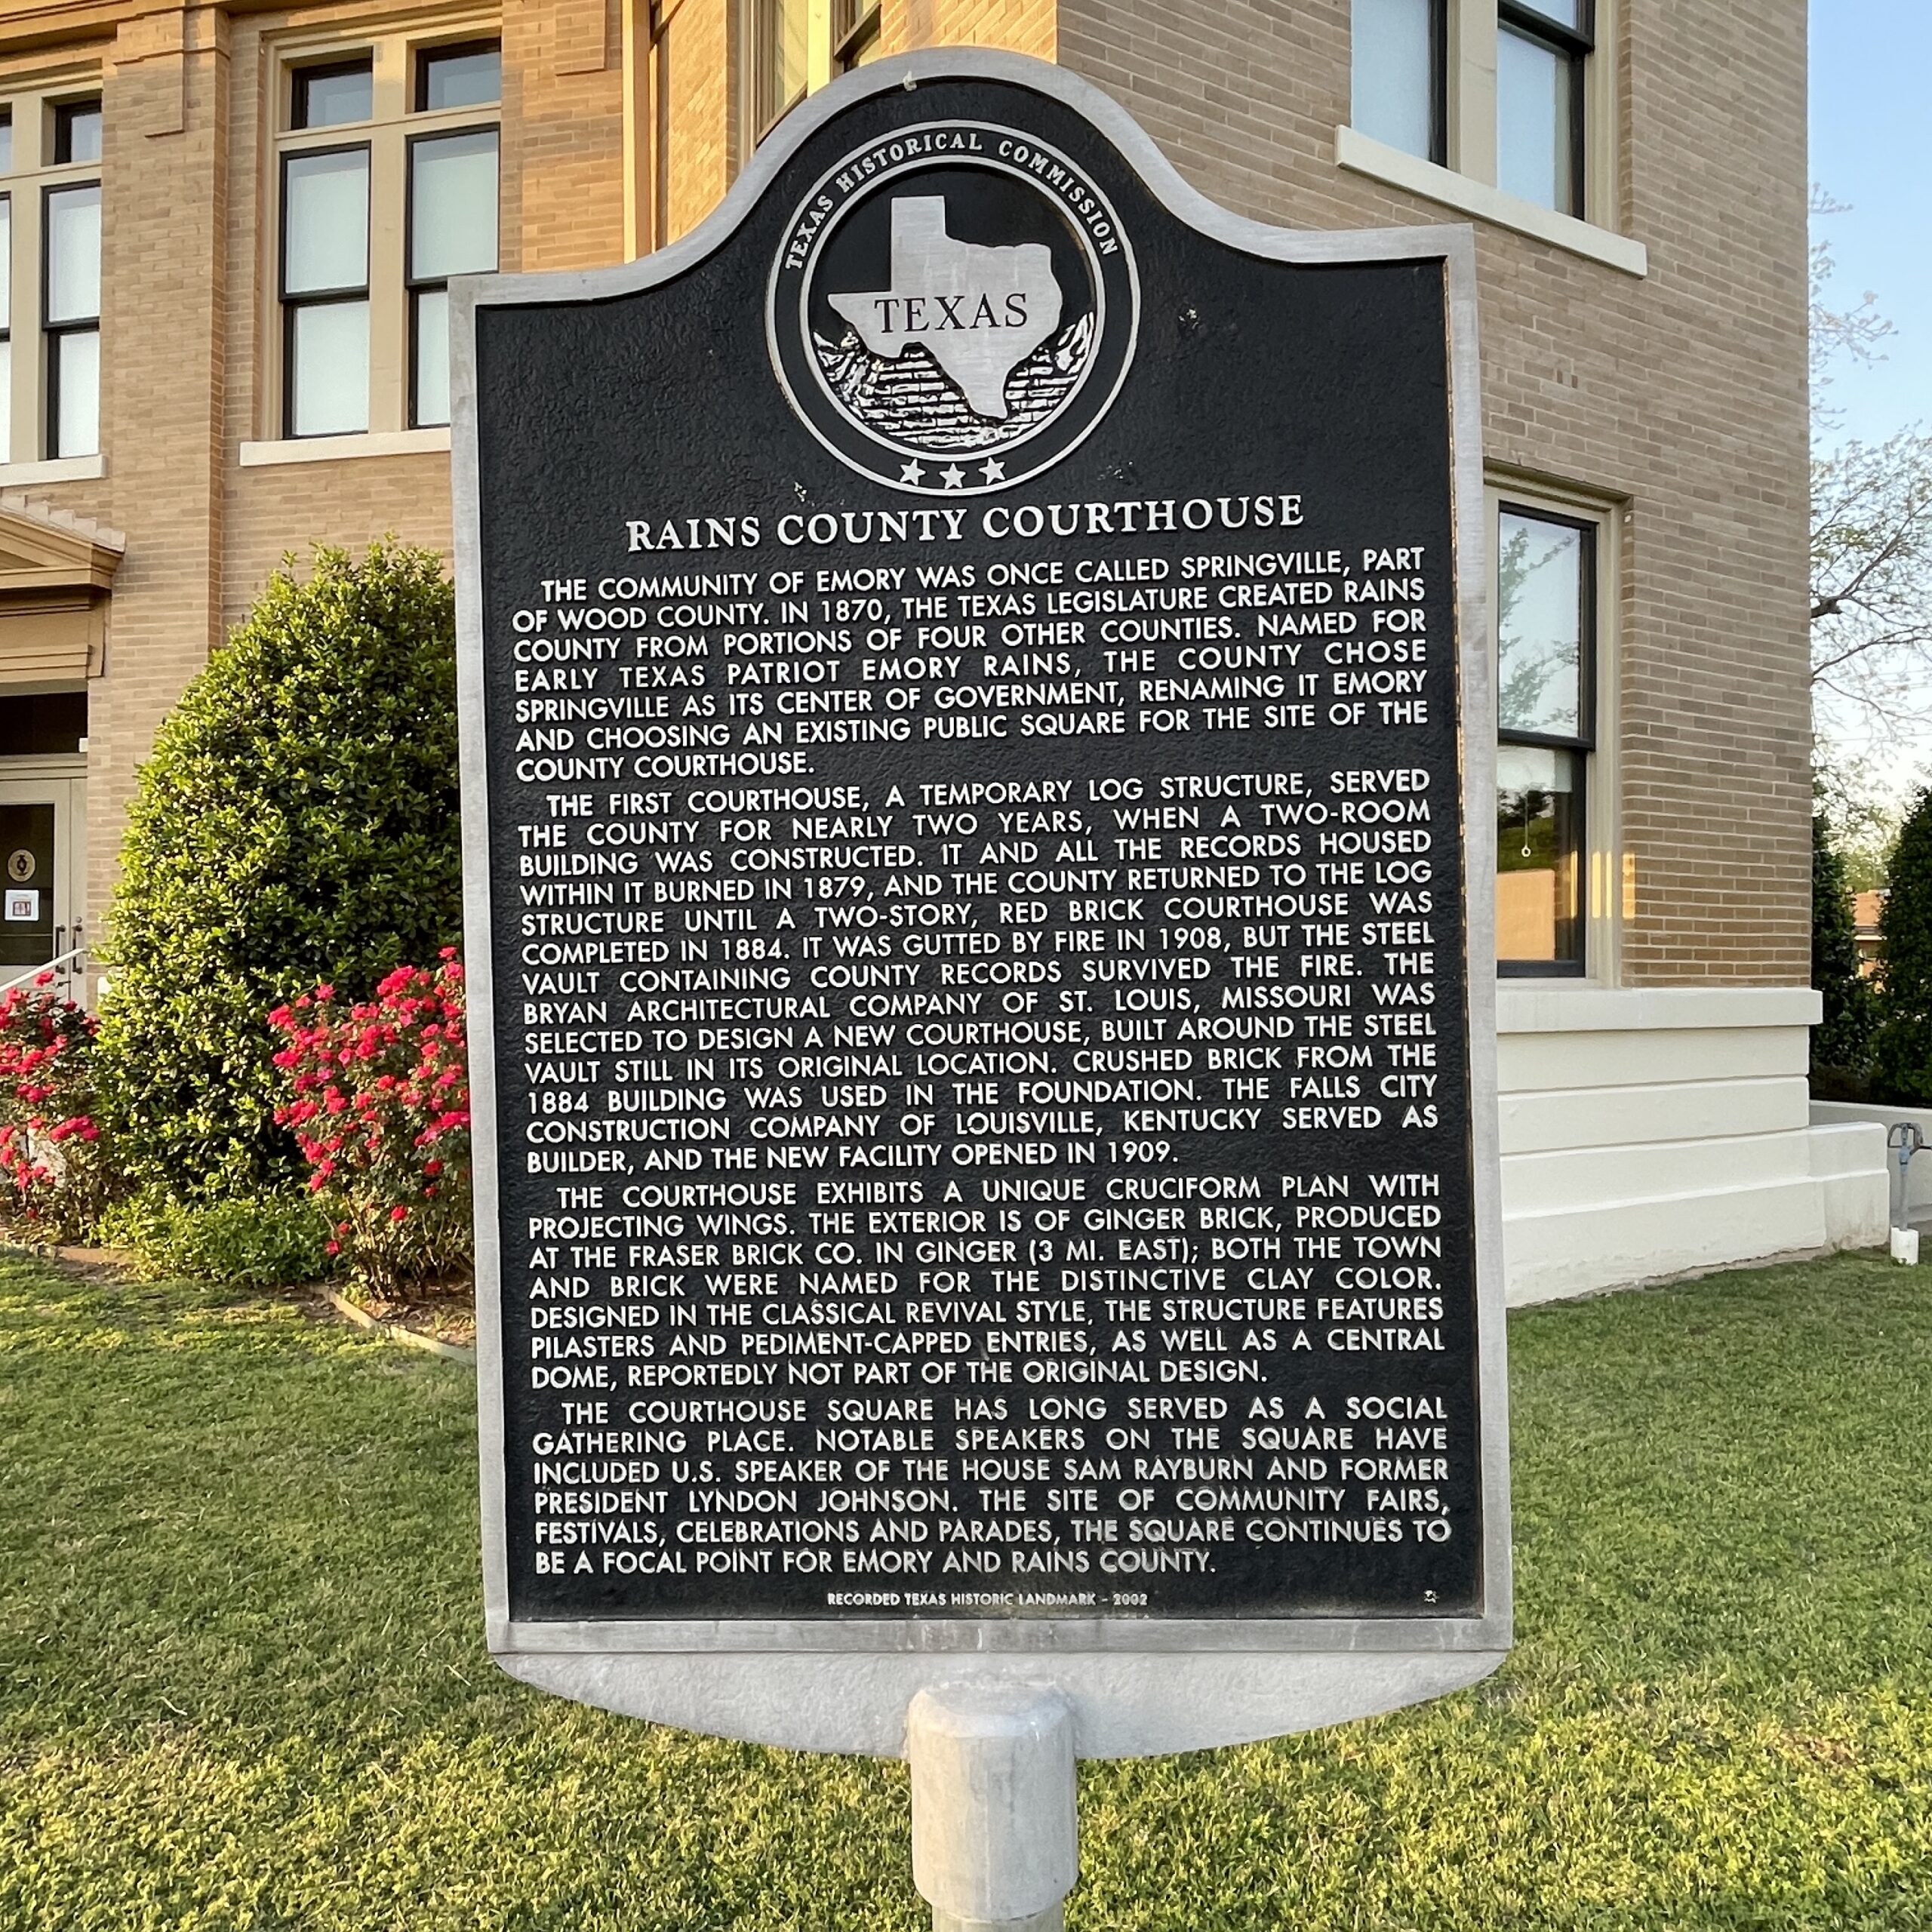 TEXAS HISTORICAL COMMISSION
TEXAS
RAINS COUNTY COURTHOUSE
THE COMMUNITY OF EMORY WAS ONCE CALLED SPRINGVILLE, PART
OF WOOD COUNTY. IN 1870, THE TEXAS LEGISLATURE CREATED RAINS
COUNTY FROM PORTIONS OF FOUR OTHER COUNTIES. NAMED FOR
EARLY TEXAS PATRIOT EMORY RAINS, THE COUNTY CHOSE
SPRINGVILLE AS ITS CENTER OF GOVERNMENT, RENAMING IT EMORY
AND CHOOSING AN EXISTING PUBLIC SQUARE FOR THE SITE OF THE
COUNTY COURTHOUSE.
THE FIRST COURTHOUSE, A TEMPORARY LOG STRUCTURE, SERVED
THE COUNTY FOR NEARLY TWO YEARS, WHEN A TWO-ROOM
BUILDING WAS CONSTRUCTED. IT AND ALL THE RECORDS HOUSED
WITHIN IT BURNED IN 1879, AND THE COUNTY RETURNED TO THE LOG
STRUCTURE UNTIL A TWO-STORY, RED BRICK COURTHOUSE WAS
COMPLETED IN 1884. IT WAS GUTTED BY FIRE IN 1908, BUT THE STEEL
VAULT CONTAINING COUNTY RECORDS SURVIVED THE FIRE. THE
BRYAN ARCHITECTURAL COMPANY OF ST. LOUIS, MISSOURI WAS
SELECTED TO DESIGN A NEW COURTHOUSE, BUILT AROUND THE STEEL
VAULT STILL IN ITS ORIGINAL LOCATION. CRUSHED BRICK FROM THE
1884 BUILDING WAS USED IN THE FOUNDATION. THE FALLS CITY
CONSTRUCTION COMPANY OF LOUISVILLE, KENTUCKY SERVED AS
BUILDER, AND THE NEW FACILITY OPENED IN 1909.
THE COURTHOUSE EXHIBITS A UNIQUE CRUCIFORM PLAN WITH
PROJECTING WINGS. THE EXTERIOR IS OF GINGER BRICK, PRODUCED
AT THE FRASER BRICK CO. IN GINGER (3 MI. EAST); BOTH THE TOWN
AND BRICK WERE NAMED FOR THE DISTINCTIVE CLAY COLOR.
DESIGNED IN THE CLASSICAL REVIVAL STYLE, THE STRUCTURE FEATURES
PILASTERS AND PEDIMENT-CAPPED ENTRIES, AS WELL AS A CENTRAL
DOME, REPORTEDLY NOT PART OF THE ORIGINAL DESIGN.
THE COURTHOUSE SQUARE HAS LONG SERVED AS A SOCIAL
GATHERING PLACE. NOTABLE SPEAKERS ON THE SQUARE HAVE
INCLUDED U.S. SPEAKER OF THE HOUSE SAM RAYBURN AND FORMER
PRESIDENT LYNDON JOHNSON. THE SITE OF COMMUNITY FAIRS,
FESTIVALS, CELEBRATIONS AND PARADES, THE SQUARE CONTINUES TO
BE A FOCAL POINT FOR EMORY AND RAINS COUNTY.
RECORDED TEXAS HISTORIC LANDMARK - 2002